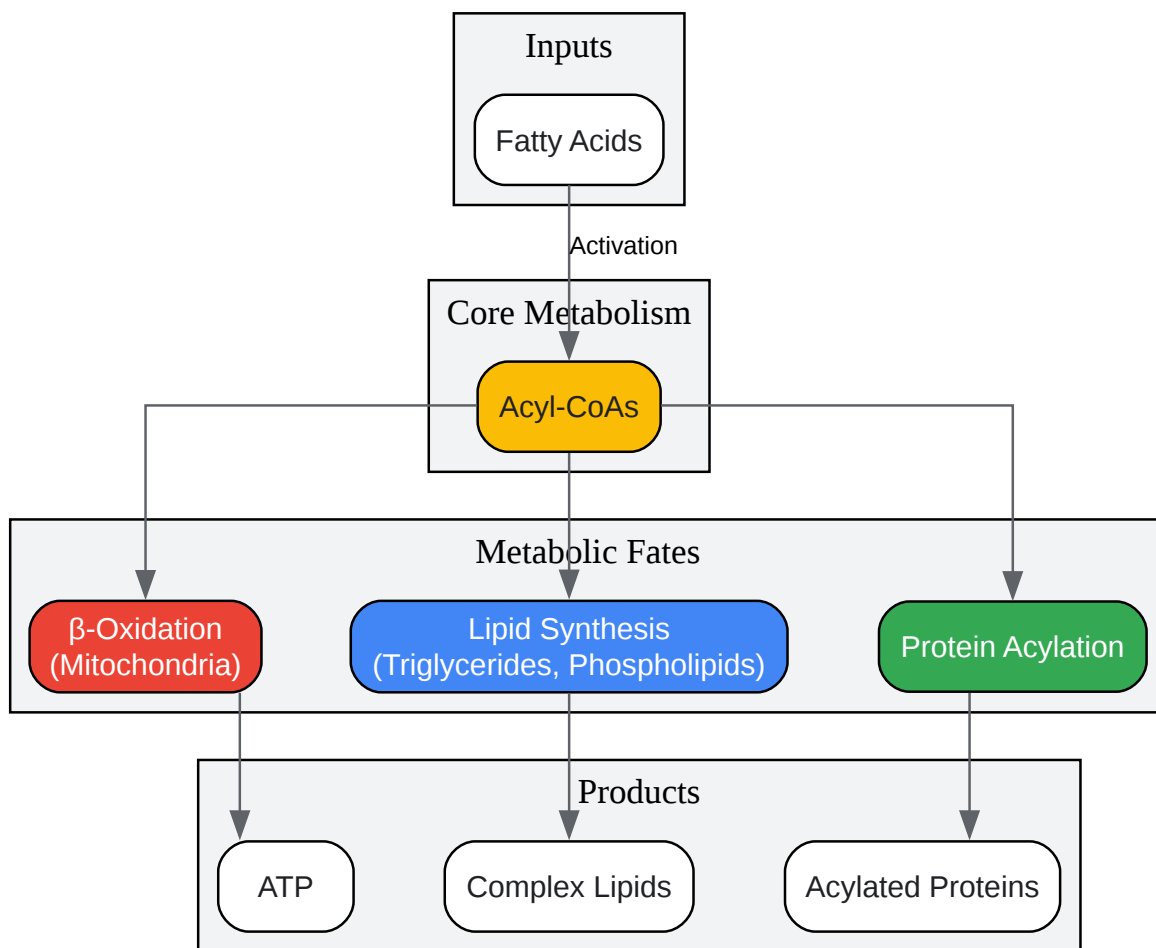 Inputs
Fatty Acids
Activation
Core Metabolism
Acyl-CoAs
Metabolic Fates
β-Oxidation
(Mitochondria)
Lipid Synthesis
(Triglycerides, Phospholipids)
Protein Acylation
Products
ATP
Complex Lipids
Acylated Proteins